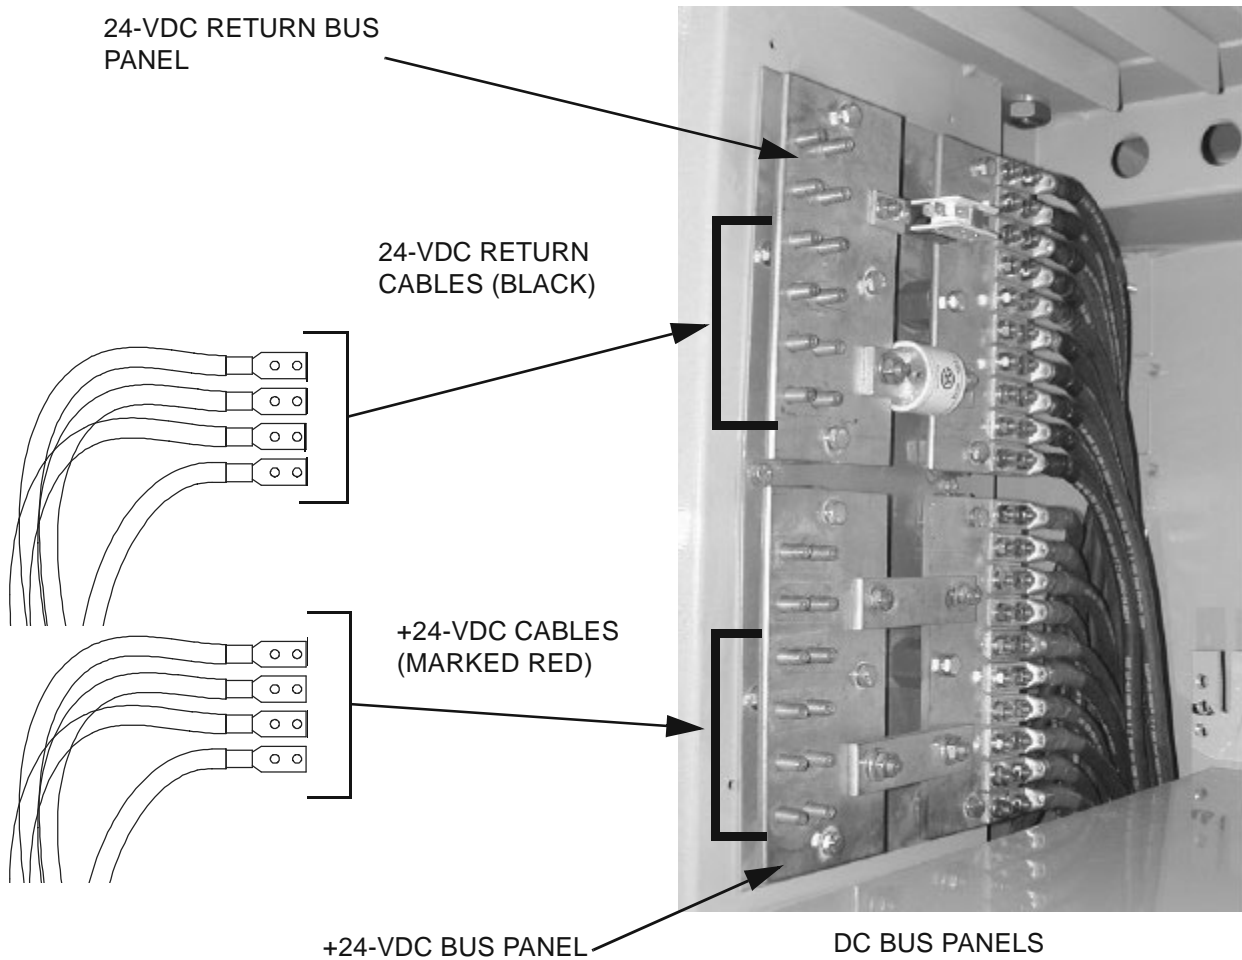 24-VDC RETURN BUS
PANEL
24-VDC RETURN
CABLES (BLACK)
+24-VDC CABLES
(MARKED RED)
+24-VDC BUS PANEL
DC BUS PANELS